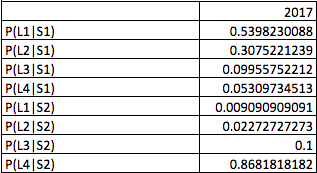 2017
P(L1|S1) 0.5398230088
P(L2|S1) 0.3075221239
P(L3|S1) 0.09955752212
P(L4|S1) 0.05309734513
P(L1|S2) 0.009090909091
P(L2|S2) 0.02272727273
P(L3|S2) 0.1
P(L4|S2) 0.8681818182